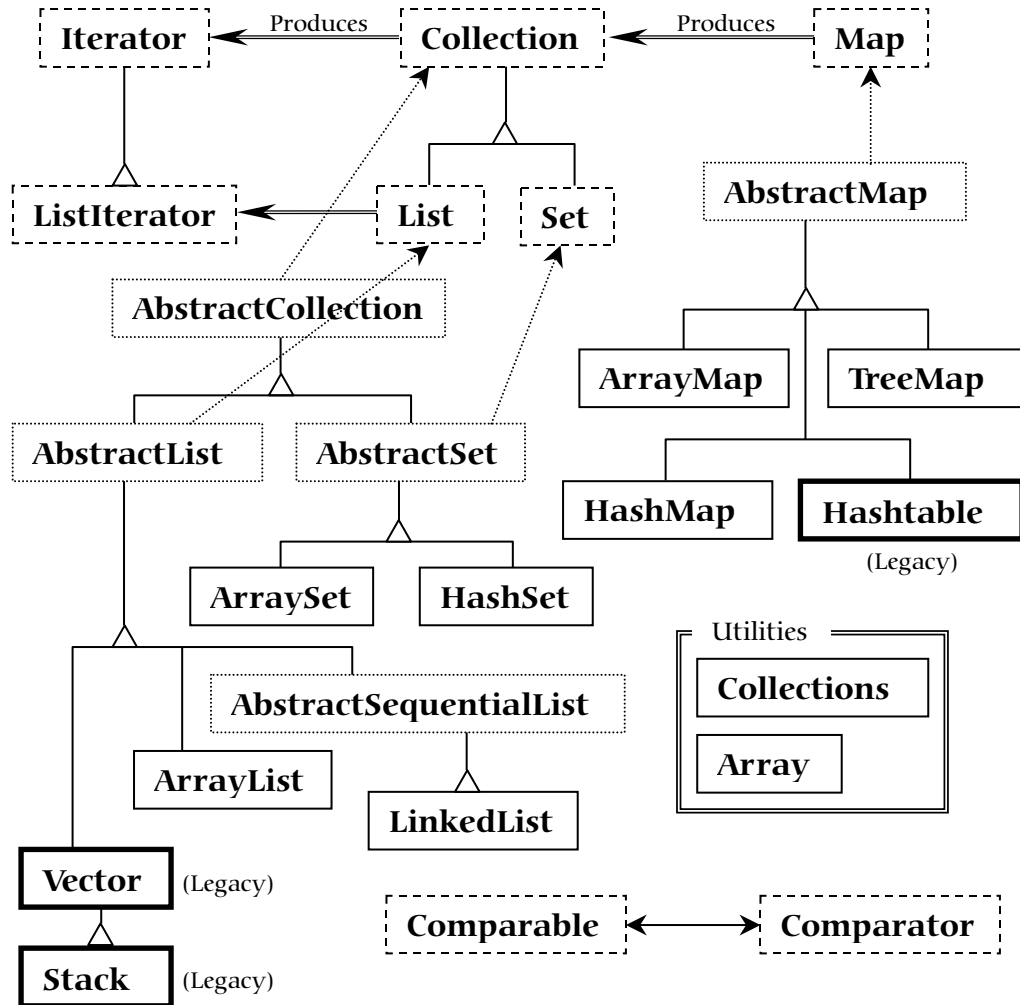 Iterator
Produces
Collection
Produces
Map
ListIterator
List
Set
AbstractMap
AbstractCollection
ArrayMap
TreeMap
AbstractList
AbstractSet
HashMap
Hashtable
(Legacy)
ArraySet
HashSet
Utilities
Collections
AbstractSequentialList
Array
ArrayList
LinkedList
Vector
(Legacy)
Comparable
Comparator
Stack
(Legacy)